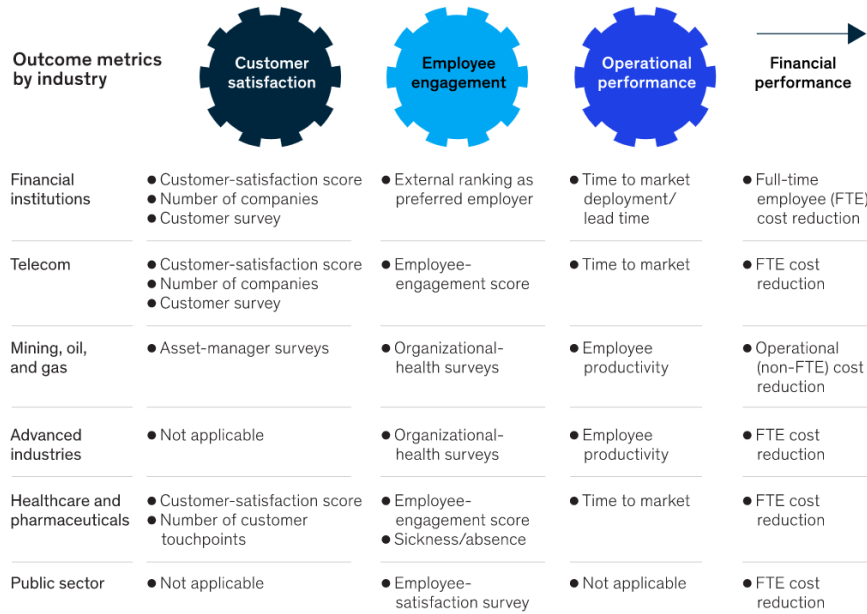 Outcome metrics
by industry
Customer
satisfaction
Employee
engagement
Operational
performance
Financial
performance
Financial
institutions
● Customer-satisfaction score
● Number of companies
● Customer survey
● External ranking as
preferred employer
● Time to market
deployment/
lead time
● Full-time
employee (FTE)
cost reduction
Telecom
● Customer-satisfaction score
● Number of companies
● Customer survey
● Employee-
engagement score
● Time to market
● FTE cost
reduction
Mining, oil,
and gas
● Asset-manager surveys
● Organizational-
health surveys
● Employee
productivity
● Operational
(non-FTE) cost
reduction
Advanced
industries
● Not applicable
● Organizational-
health surveys
● Employee
productivity
● FTE cost
reduction
Healthcare and
pharmaceuticals
● Customer-satisfaction score
● Number of customer
touchpoints
● Employee-
engagement score
● Sickness/absence
● Time to market
● FTE cost
reduction
Public sector
● Not applicable
● Employee-
satisfaction survey
● Not applicable
● FTE cost
reduction